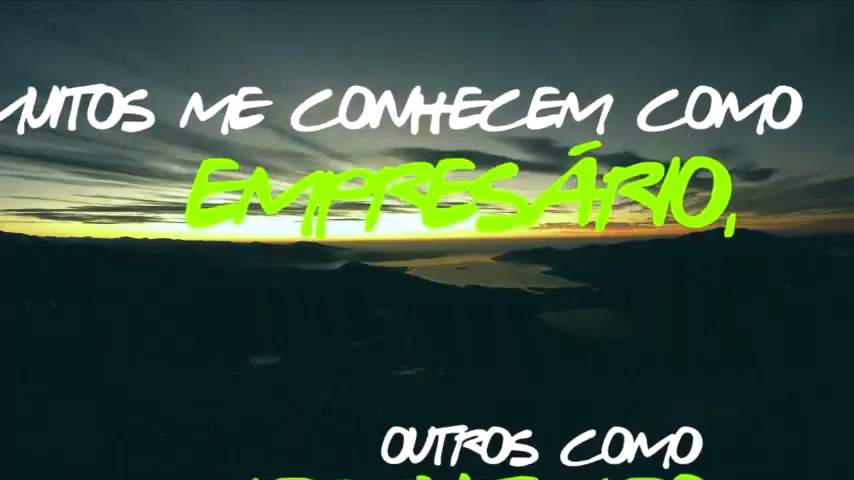 MUITOS ME CONHECEM COMO
EMPRESÁRIO,
OUTROS COMO